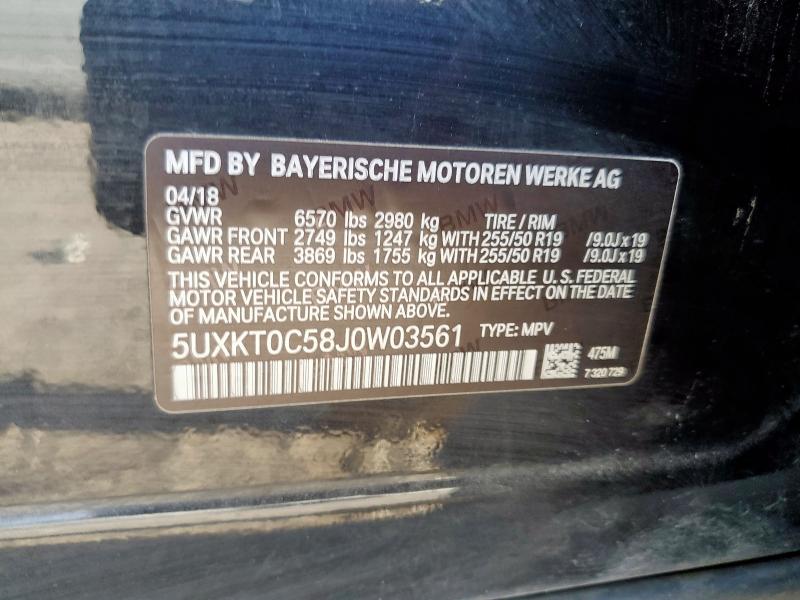 MFD BY BAYERISCHE MOTOREN WERKE AG
04/18
GVWR 6570 lbs 2980 kg TIRE / RIM
GAWR FRONT 2749 lbs 1247 kg WITH 255/50 R19 /9.0J x 19
GAWR REAR 3869 lbs 1755 kg WITH 255/50 R19 /9.0J x 19
THIS VEHICLE CONFORMS TO ALL APPLICABLE U. S. FEDERAL
MOTOR VEHICLE SAFETY STANDARDS IN EFFECT ON THE DATE
OF MANUFACTURE SHOWN ABOVE.
5UXKT0C58J0W03561 TYPE: MPV
475M
7 320 729